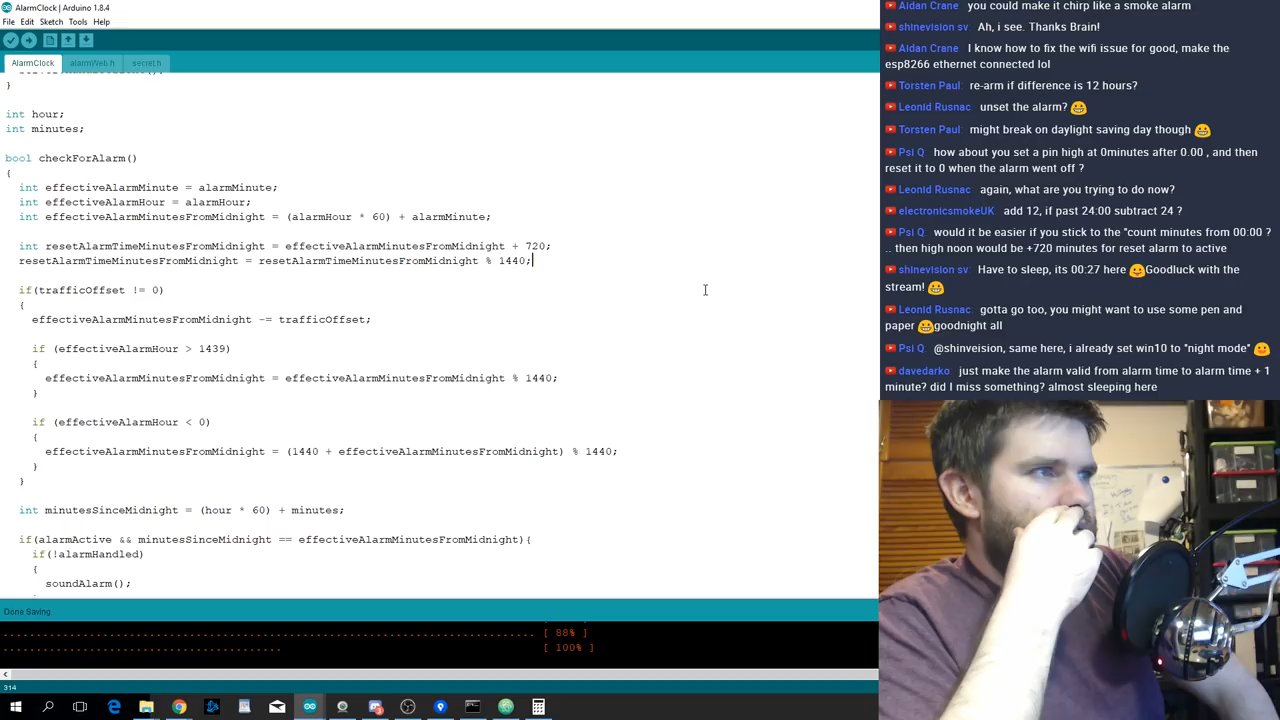 AlarmClock | Arduino 1.8.4
File Edit Sketch Tools Help
AlarmClock alarmWeb.h secret.h
}
int hour;
int minutes;
bool checkForAlarm()
{
int effectiveAlarmMinute = alarmMinute;
int effectiveAlarmHour = alarmHour;
int effectiveAlarmMinutesFromMidnight = (alarmHour * 60) + alarmMinute;
int resetAlarmTimeMinutesFromMidnight = effectiveAlarmMinutesFromMidnight + 720;
resetAlarmTimeMinutesFromMidnight = resetAlarmTimeMinutesFromMidnight % 1440;
if(trafficOffset != 0)
{
effectiveAlarmMinutesFromMidnight -= trafficOffset;
if (effectiveAlarmHour > 1439)
{
effectiveAlarmMinutesFromMidnight = effectiveAlarmMinutesFromMidnight % 1440;
}
if (effectiveAlarmHour < 0)
{
effectiveAlarmMinutesFromMidnight = (1440 + effectiveAlarmMinutesFromMidnight) % 1440;
}
}
int minutesSinceMidnight = (hour * 60) + minutes;
if(alarmActive && minutesSinceMidnight == effectiveAlarmMinutesFromMidnight){
if(!alarmHandled)
{
soundAlarm();
Done Saving
[ 88% ]
[ 100% ]
314
Aidan Crane: you could make it chirp like a smoke alarm
shinevision sv: Ah, i see. Thanks Brain!
Aidan Crane: I know how to fix the wifi issue for good, make the
esp8266 ethernet connected lol
Torsten Paul: re-arm if difference is 12 hours?
Leonid Rusnac: unset the alarm?
Torsten Paul: might break on daylight saving day though
Psi Q: how about you set a pin high at 0minutes after 0.00 , and then
reset it to 0 when the alarm went off ?
Leonid Rusnac: again, what are you trying to do now?
electronicsmokeUK: add 12, if past 24:00 subtract 24 ?
Psi Q: would it be easier if you stick to the "count minutes from 00:00 ?
.. then high noon would be +720 minutes for reset alarm to active
shinevision sv: Have to sleep, its 00:27 here Goodluck with the
stream!
Leonid Rusnac: gotta go too, you might want to use some pen and
paper goodnight all
Psi Q: @shinveision, same here, i already set win10 to "night mode"
davedarko: just make the alarm valid from alarm time to alarm time + 1
minute? did I miss something? almost sleeping here